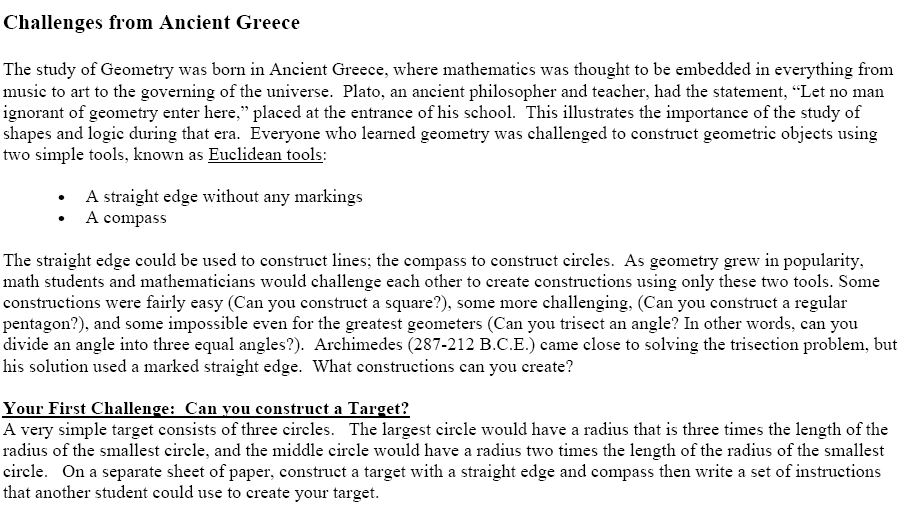 Challenges from Ancient Greece
The study of Geometry was born in Ancient Greece, where mathematics was thought to be embedded in everything from
music to art to the governing of the universe.  Plato, an ancient philosopher and teacher, had the statement, “Let no man
ignorant of geometry enter here,” placed at the entrance of his school.  This illustrates the importance of the study of
shapes and logic during that era.  Everyone who learned geometry was challenged to construct geometric objects using
two simple tools, known as Euclidean tools:
• A straight edge without any markings
• A compass
The straight edge could be used to construct lines; the compass to construct circles.  As geometry grew in popularity,
math students and mathematicians would challenge each other to create constructions using only these two tools. Some
constructions were fairly easy (Can you construct a square?), some more challenging, (Can you construct a regular
pentagon?), and some impossible even for the greatest geometers (Can you trisect an angle? In other words, can you
divide an angle into three equal angles?).  Archimedes (287-212 B.C.E.) came close to solving the trisection problem, but
his solution used a marked straight edge.  What constructions can you create?
Your First Challenge:  Can you construct a Target?
A very simple target consists of three circles.   The largest circle would have a radius that is three times the length of the
radius of the smallest circle, and the middle circle would have a radius two times the length of the radius of the smallest
circle.   On a separate sheet of paper, construct a target with a straight edge and compass then write a set of instructions
that another student could use to create your target.